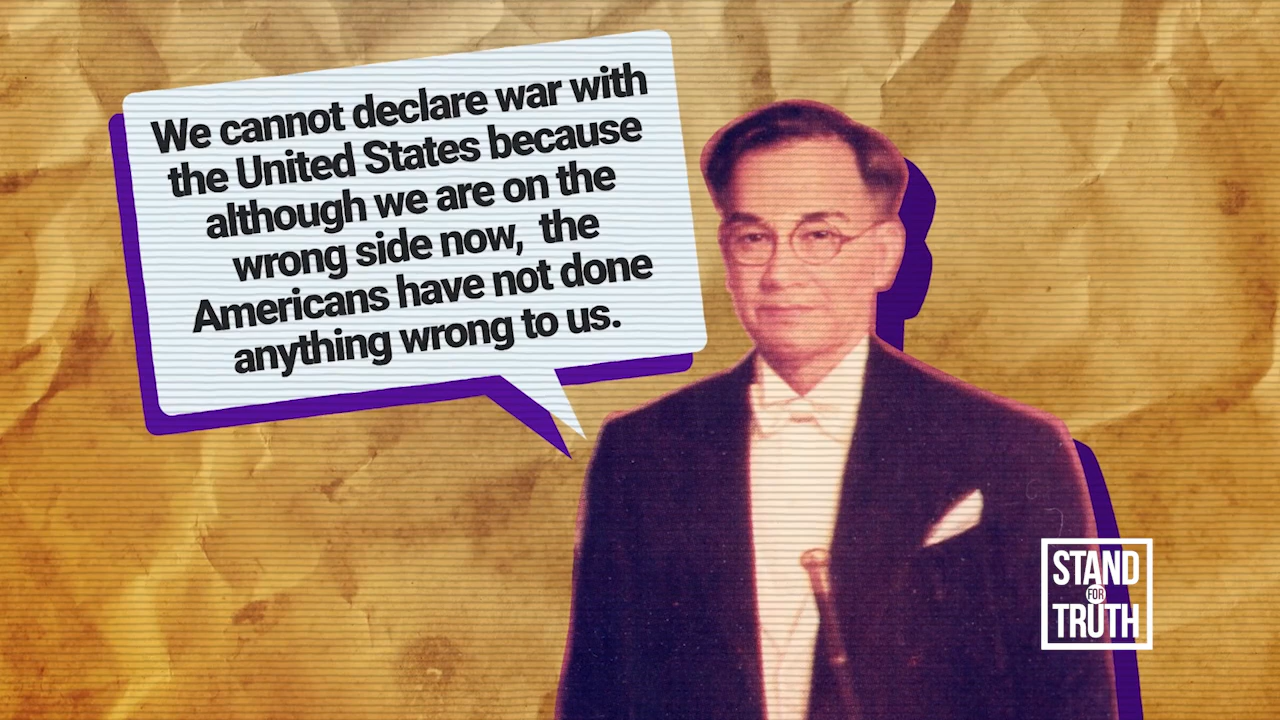 We cannot declare war with
the United States because
although we are on the
wrong side now, the
Americans have not done
anything wrong to us.
STAND
FOR
TRUTH